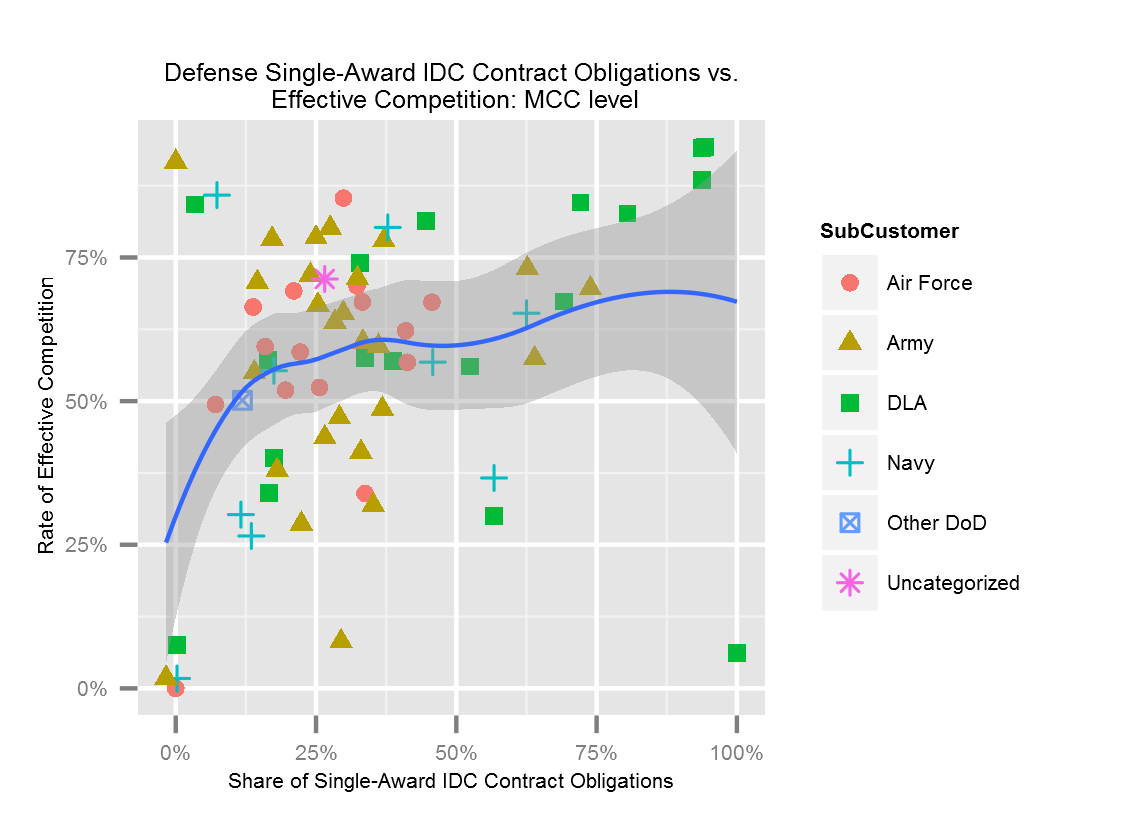 Defense Single-Award IDC Contract Obligations vs.
Effective Competition: MCC level
Rate of Effective Competition
75%
50%
25%
0%
0%
25%
50%
75%
100%
Share of Single-Award IDC Contract Obligations
SubCustomer
Air Force
Army
DLA
Navy
Other DoD
Uncategorized